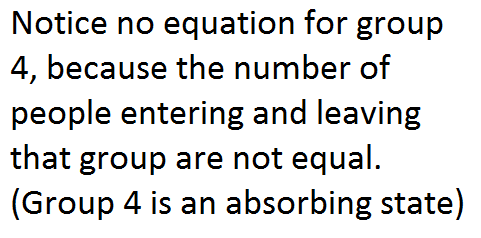 Notice no equation for group
4, because the number of
people entering and leaving
that group are not equal.
(Group 4 is an absorbing state)